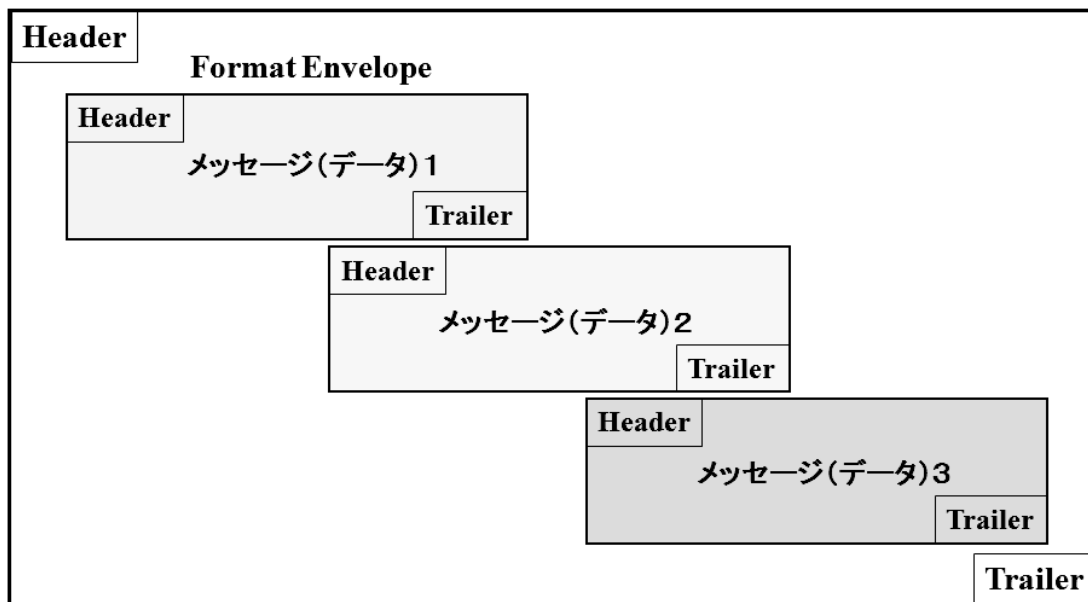 Header
Format Envelope
Header
メッセージ(データ)1
Trailer
Header
メッセージ(データ)2
Trailer
Header
メッセージ(データ)3
Trailer
Trailer